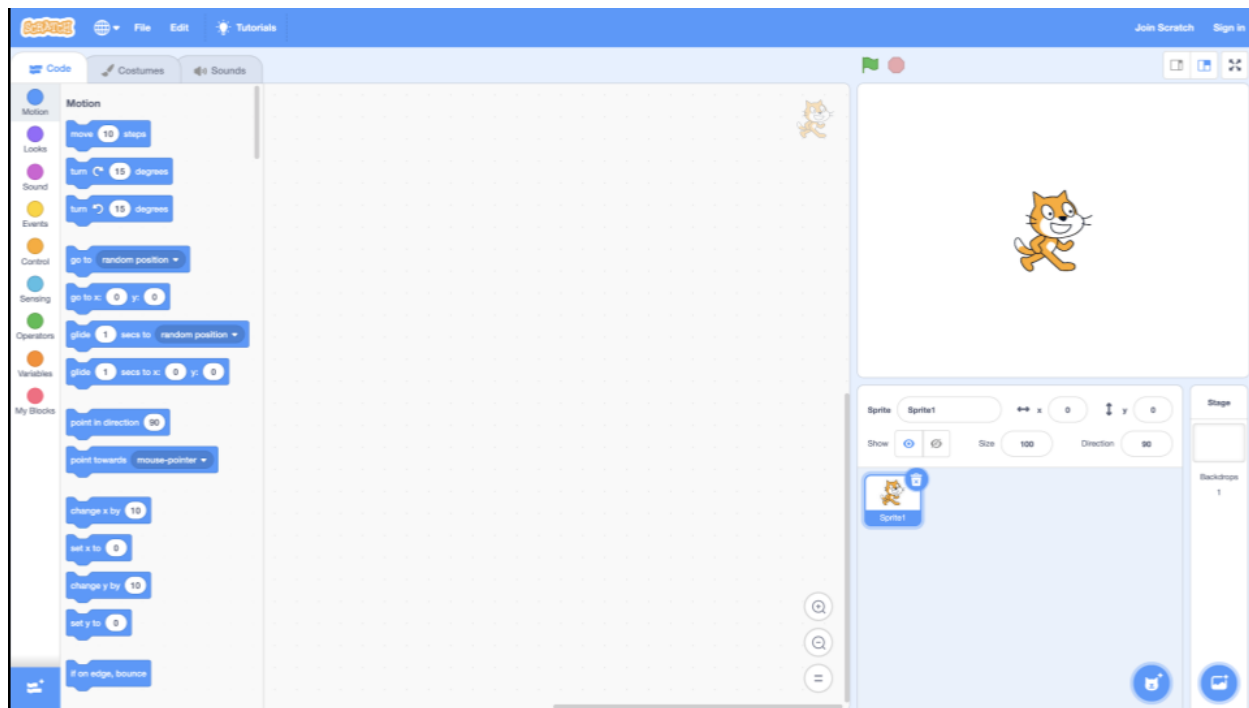 SCRATCH File Edit Tutorials Join Scratch Sign in
Code Costumes Sounds
Motion
Looks
Sound
Events
Control
Sensing
Operators
Variables
My Blocks
Motion
move 10 steps
turn 15 degrees
turn 15 degrees
go to random position
go to x: 0 y: 0
glide 1 secs to random position
glide 1 secs to x: 0 y: 0
point in direction 90
point towards mouse-pointer
change x by 10
set x to 0
change y by 10
set y to 0
if on edge, bounce
Sprite Sprite1 x 0 y 0
Show Size 100 Direction 90
Sprite1
Stage
Backdrops
1